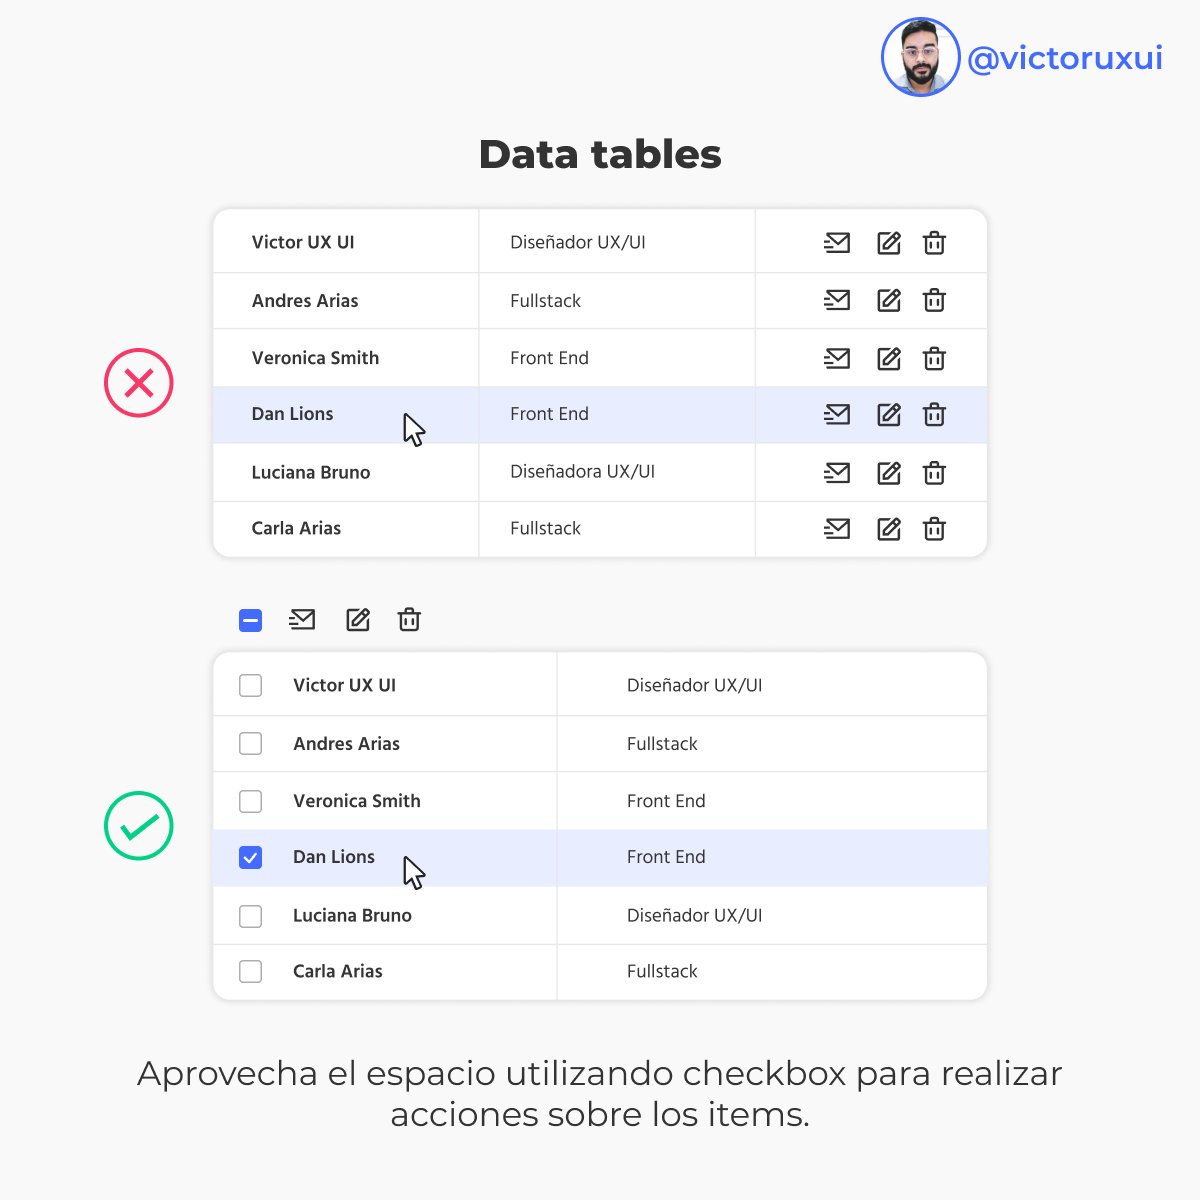 @victoruxui
Data tables
Victor UX UI Diseñador UX/UI
Andres Arias Fullstack
Veronica Smith Front End
Dan Lions Front End
Luciana Bruno Diseñadora UX/UI
Carla Arias Fullstack
Victor UX UI Diseñador UX/UI
Andres Arias Fullstack
Veronica Smith Front End
Dan Lions Front End
Luciana Bruno Diseñador UX/UI
Carla Arias Fullstack
Aprovecha el espacio utilizando checkbox para realizar
acciones sobre los items.